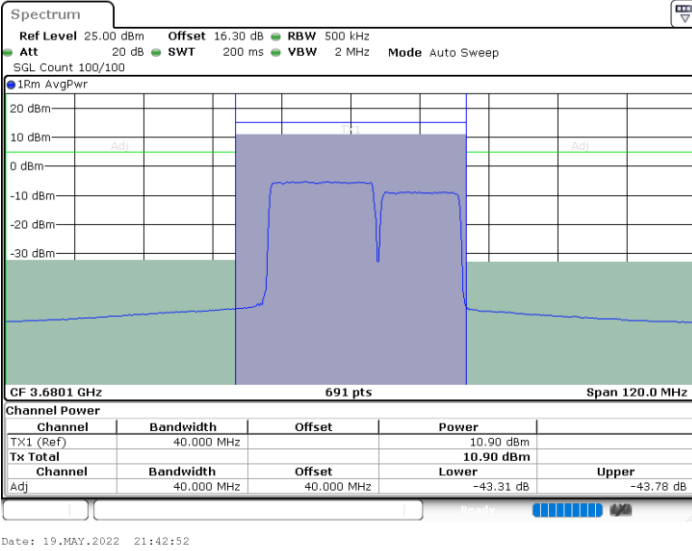 Spectrum
Ref Level 25.00 dBm Offset 16.30 dB RBW 500 kHz
Att 20 dB SWT 200 ms VBW 2 MHz Mode Auto Sweep
SGL Count 100/100
1Rm AvgPwr
20 dBm
TX1
10 dBm
Adj Adj
0 dBm
-10 dBm
-20 dBm
-30 dBm
CF 3.6801 GHz 691 pts Span 120.0 MHz
Channel Power
Channel Bandwidth Offset Power
TX1 (Ref) 40.000 MHz 10.90 dBm
Tx Total 10.90 dBm
Channel Bandwidth Offset Lower Upper
Adj 40.000 MHz 40.000 MHz -43.31 dB -43.78 dB
Ready
Date: 19.MAY.2022 21:42:52